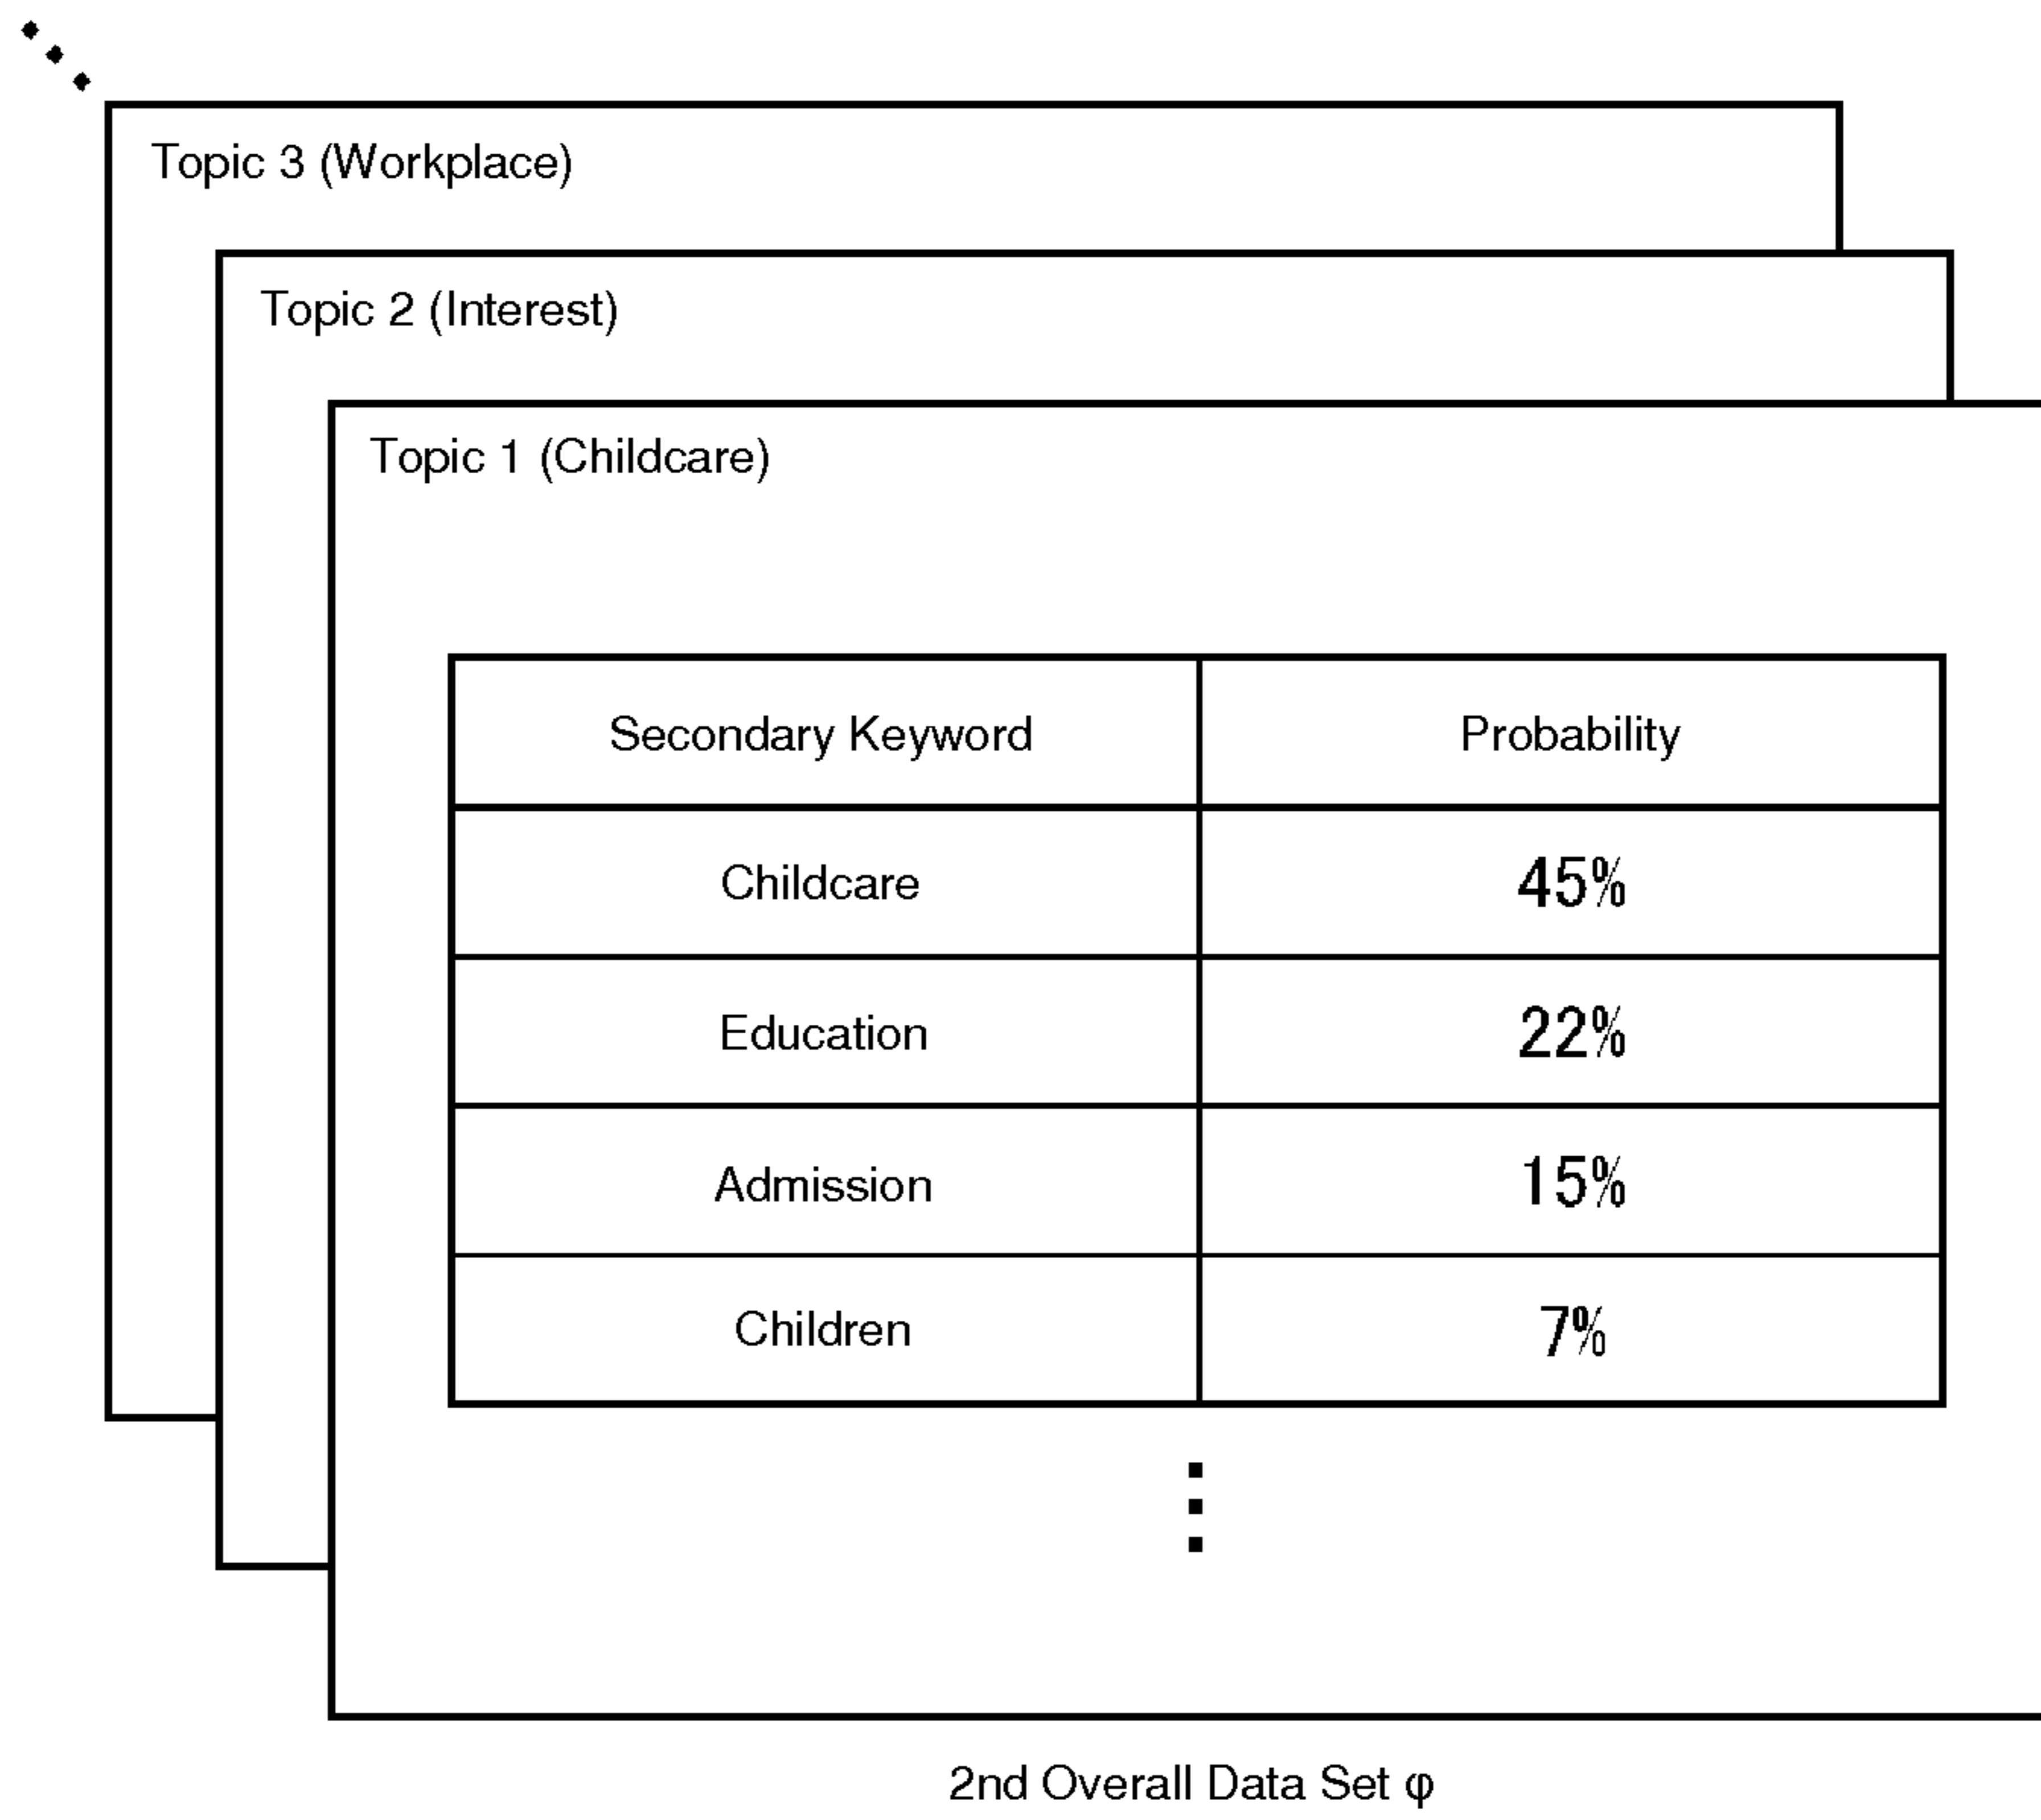 Topic 3 (Workplace)
Topic 2 (Interest)
Topic 1 (Childcare)
Secondary Keyword Probability
Childcare 45%
Education 22%
Admission 15%
Children 7%
2nd Overall Data Set φ